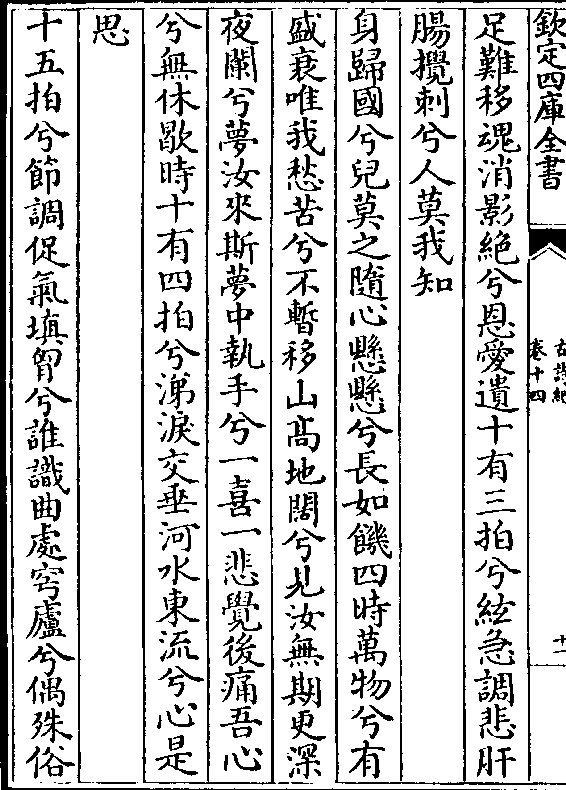 欽定四庫全書
古詩紀
卷十四
十一
足難移魂消影絶兮恩愛遺十有三拍兮絃急調悲肝
腸攪刺兮人莫我知
身歸國兮兒莫之隨心懸懸兮長如饑四時萬物兮有
盛衰唯我愁苦兮不暫移山髙地闊兮見汝無期更深
夜闌兮夢汝來斯夢中執手兮一喜一悲覺後痛吾心
兮無休歇時十有四拍兮涕淚交垂河水東流兮心是
思
十五拍兮節調促氣填胷兮誰識曲處穹廬兮偶殊俗